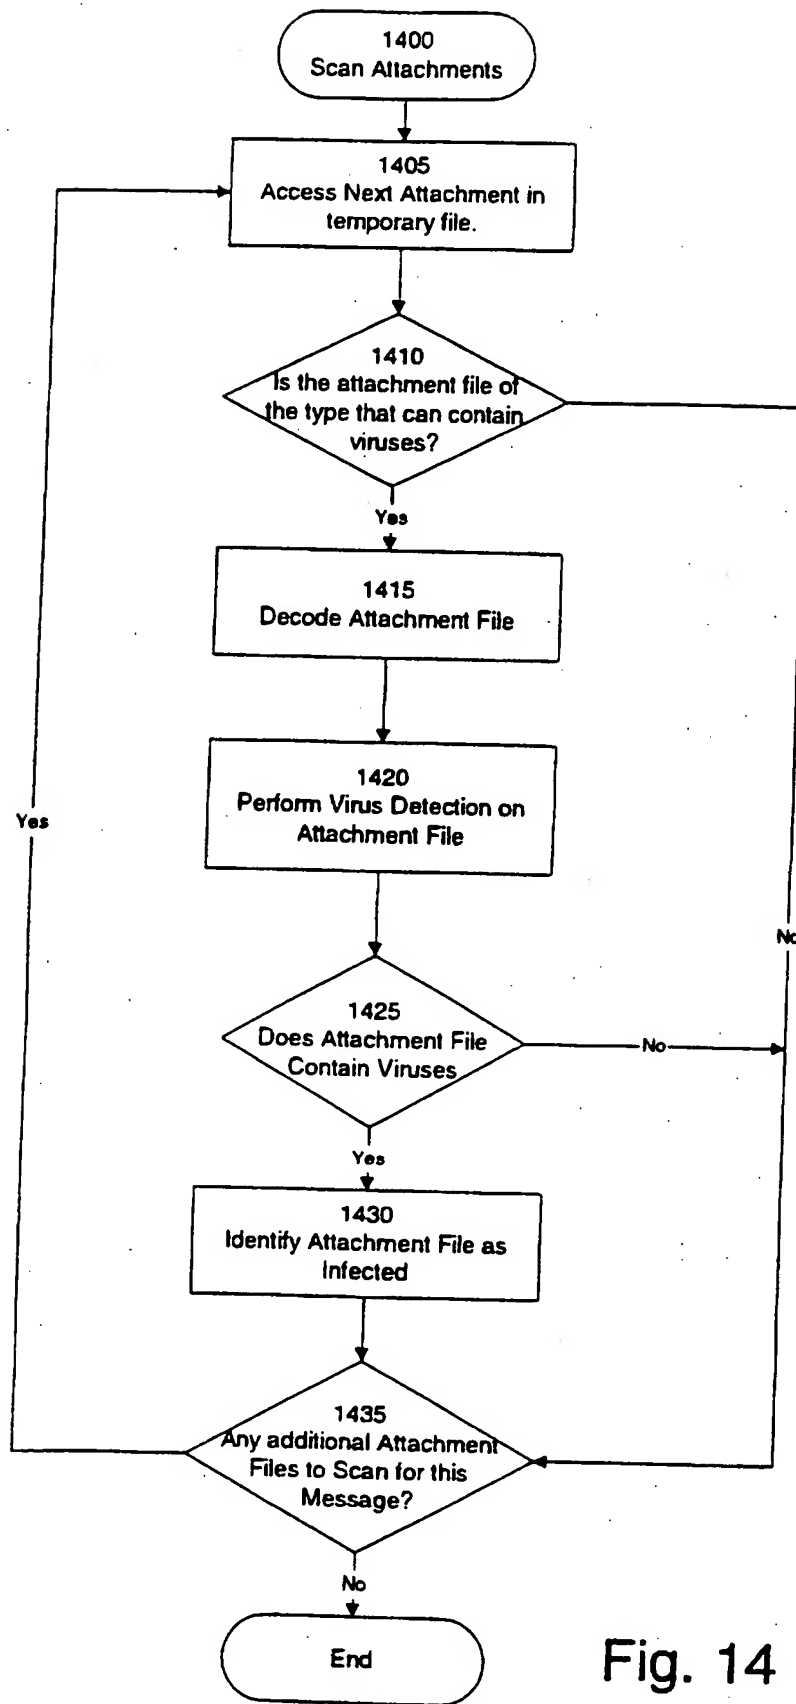 1400
Scan Attachments
1405
Access Next Attachment in
temporary file.
1410
Is the attachment file of
the type that can contain
viruses?
Yes
1415
Decode Attachment File
1420
Perform Virus Detection on
Attachment File
Yes
No
1425
Does Attachment File
Contain Viruses
No
Yes
1430
Identify Attachment File as
Infected
1435
Any additional Attachment
Files to Scan for this
Message?
No
End
Fig. 14